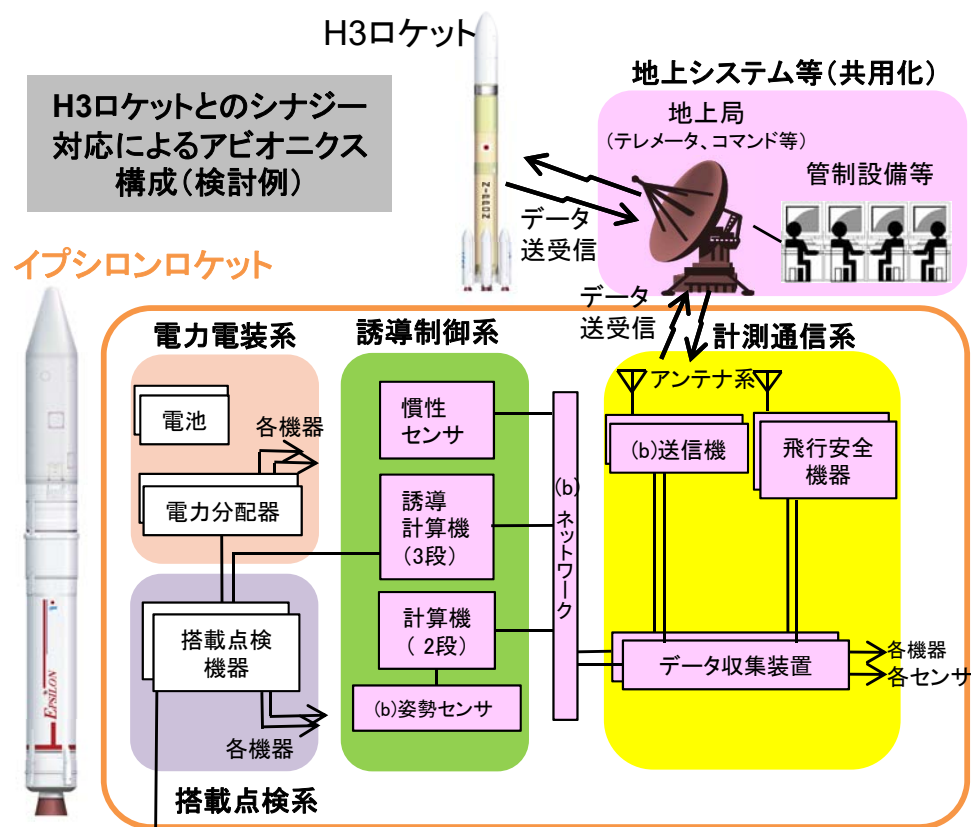 H3ロケット
H3ロケットとのシナジー
対応によるアビオニクス
構成(検討例)
地上システム等(共用化)
地上局
(テレメータ、コマンド等)
管制設備等
NIPPON
データ
送受信
イプシロンロケット
データ
送受信
電力電装系
誘導制御系
計測通信系
アンテナ系
電池
各機器
電力分配器
慣性
センサ
(b)送信機
飛行安全
機器
誘導
計算機
(3段)
(b)ネットワーク
搭載点検
機器
計算機
( 2段)
データ収集装置
各機器
各センサ
(b)姿勢センサ
各機器
搭載点検系
EPSILON